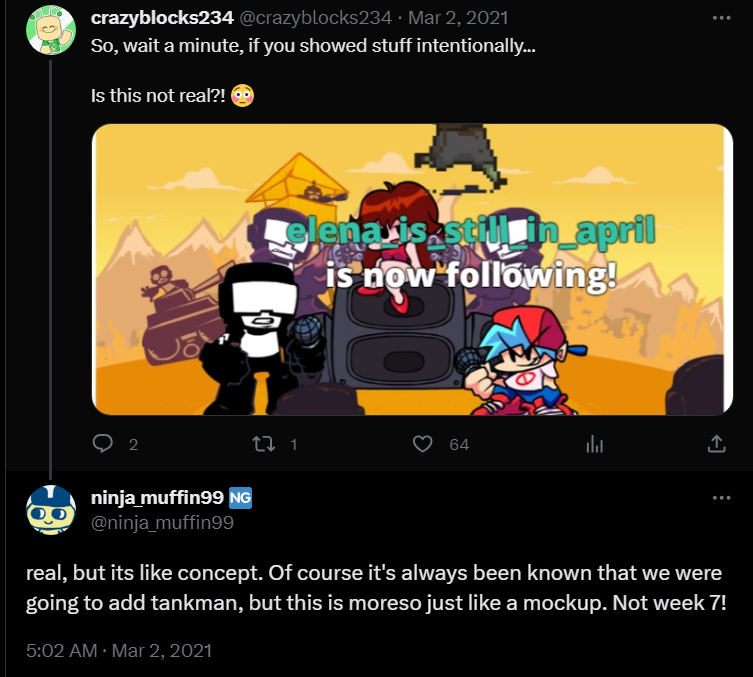 crazyblocks234 @crazyblocks234 · Mar 2, 2021
So, wait a minute, if you showed stuff intentionally...
Is this not real?! 😳
elena_is_still_in_april
is now following!
2 1 64
ninja_muffin99 NG
@ninja_muffin99
real, but its like concept. Of course it's always been known that we were
going to add tankman, but this is moreso just like a mockup. Not week 7!
5:02 AM · Mar 2, 2021